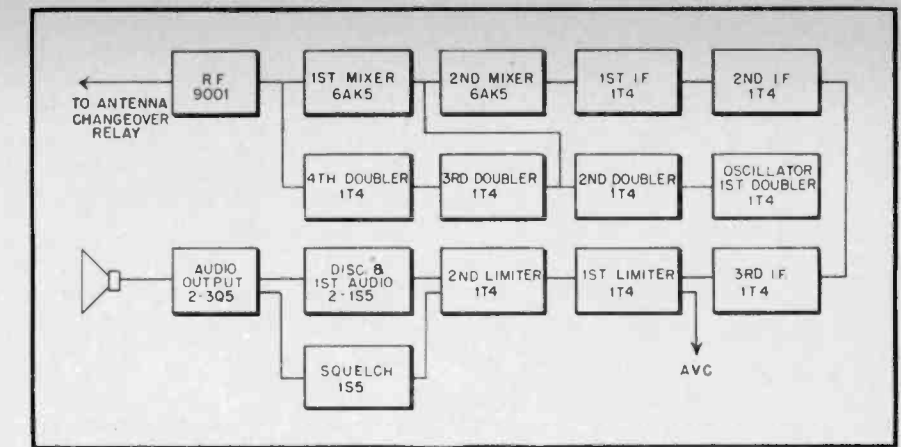 RF
9001
1ST MIXER
6AK5
2ND MIXER
6AK5
1ST IF
1T4
2ND IF
1T4
TO ANTENNA
CHANGEOVER
RELAY
4TH DOUBLER
1T4
3RD DOUBLER
1T4
2ND DOUBLER
1T4
OSCILLATOR
1ST DOUBLER
1T4
AUDIO
OUTPUT
2-3Q5
DISC &
1ST AUDIO
2-1S5
2ND LIMITER
1T4
1ST LIMITER
1T4
3RD IF
1T4
SQUELCH
1S5
AVC